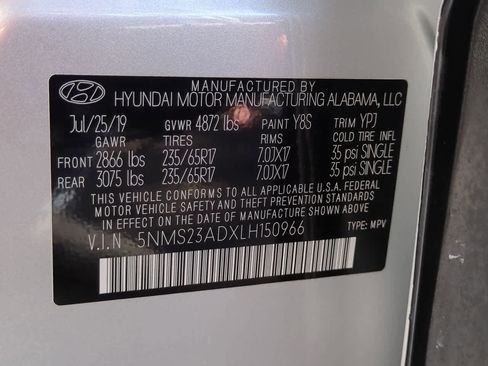 MANUFACTURED BY
HYUNDAI MOTOR MANUFACTURING ALABAMA, LLC
Jul/25/19 GVWR 4872 lbs PAINT Y8S TRIM YPJ
GAWR TIRES COLD TIRE INFL
FRONT 2866 lbs 235/65R17 7.0JX17 35 psi SINGLE
REAR 3075 lbs 235/65R17 7.0JX17 35 psi SINGLE
THIS VEHICLE CONFORMS TO ALL APPLICABLE U.S.A. FEDERAL
MOTOR VEHICLE SAFETY AND THEFT PREVENTION STANDARDS
IN EFFECT ON THE DATE OF MANUFACTURE SHOWN ABOVE.
V.I.N 5NMS23ADXLH150966 TYPE: MPV